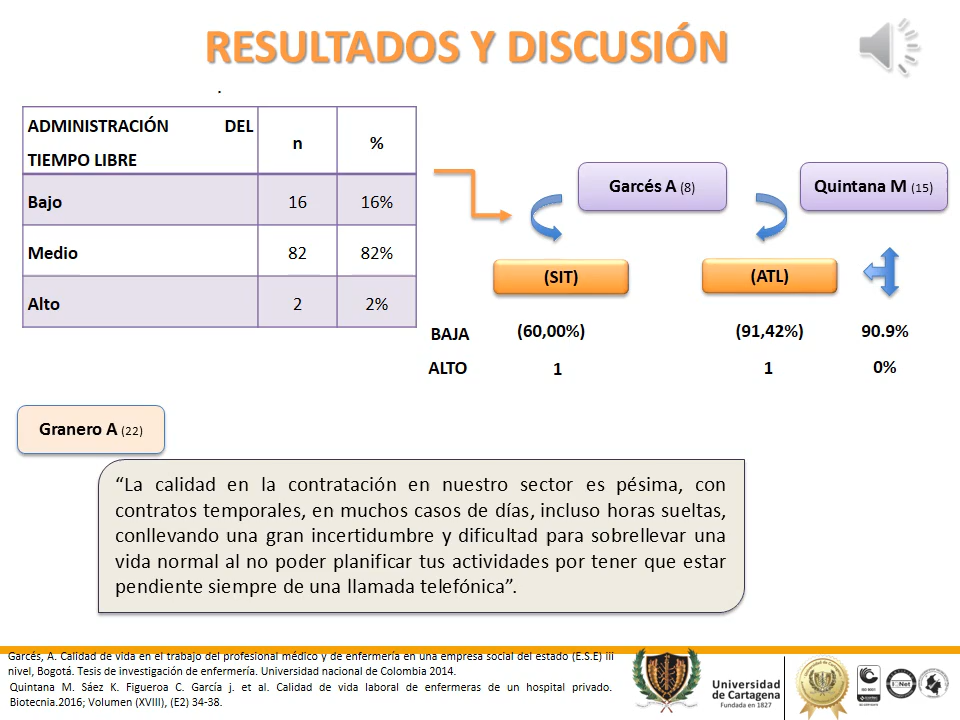 RESULTADOS Y DISCUSIÓN
.
ADMINISTRACIÓN DEL
TIEMPO LIBRE
n
%
Bajo 16 16%
Medio 82 82%
Alto 2 2%
Garcés A (8)
Quintana M (15)
(SIT)
(ATL)
BAJA (60,00%) (91,42%) 90.9%
ALTO 1 1 0%
Granero A (22)
“La calidad en la contratación en nuestro sector es pésima, con
contratos temporales, en muchos casos de días, incluso horas sueltas,
conllevando una gran incertidumbre y dificultad para sobrellevar una
vida normal al no poder planificar tus actividades por tener que estar
pendiente siempre de una llamada telefónica”.
Garcés, A. Calidad de vida en el trabajo del profesional médico y de enfermería en una empresa social del estado (E.S.E) iii
nivel, Bogotá. Tesis de investigación de enfermería. Universidad nacional de Colombia 2014.
Quintana M. Sáez K. Figueroa C. García j. et al. Calidad de vida laboral de enfermeras de un hospital privado.
Biotecnia.2016; Volumen (XVIII), (E2) 34-38.
Universidad
de Cartagena
Fundada en 1827